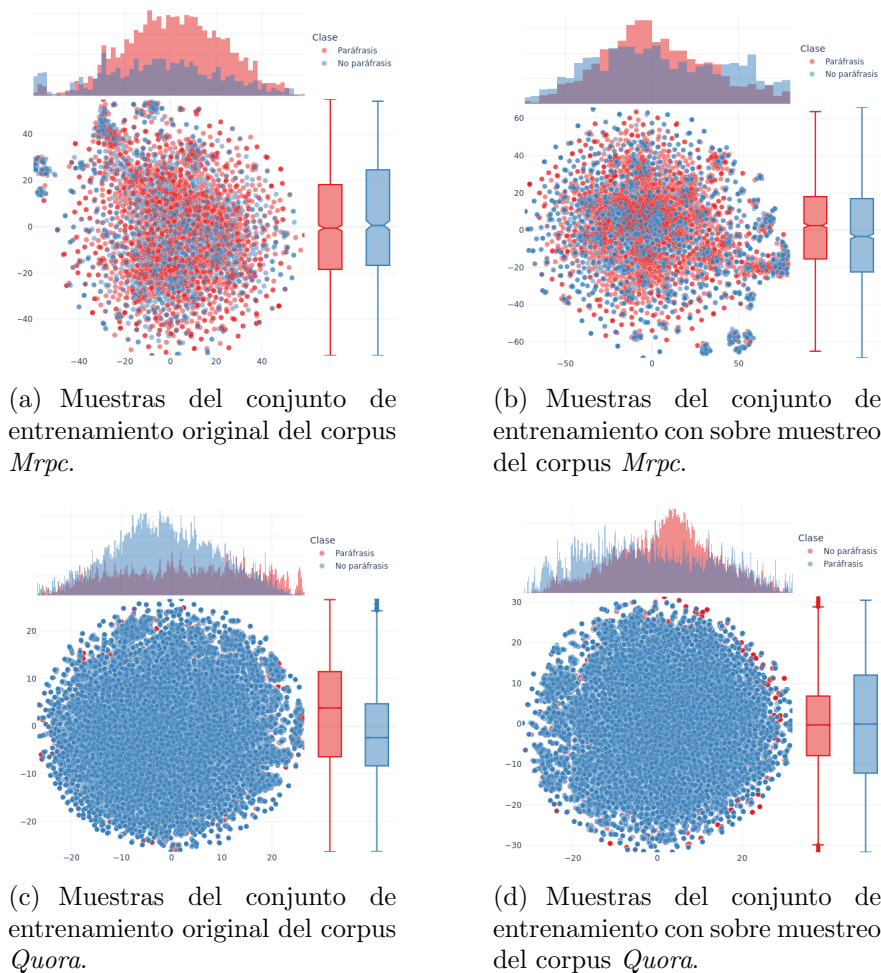 Clase
Paráfrasis
No paráfrasis
40
20
0
−20
−40
−40
−20
0
20
40
(a) Muestras del conjunto de
entrenamiento original del corpus
Mrpc.
Clase
Paráfrasis
No paráfrasis
60
40
20
0
−20
−40
−60
−50
0
50
(b) Muestras del conjunto de
entrenamiento con sobre muestreo
del corpus Mrpc.
Clase
Paráfrasis
No paráfrasis
20
10
0
−10
−20
−20
−10
0
10
20
(c) Muestras del conjunto de
entrenamiento original del corpus
Quora.
Clase
No paráfrasis
Paráfrasis
30
20
10
0
−10
−20
−30
−20
0
20
(d) Muestras del conjunto de
entrenamiento con sobre muestreo
del corpus Quora.